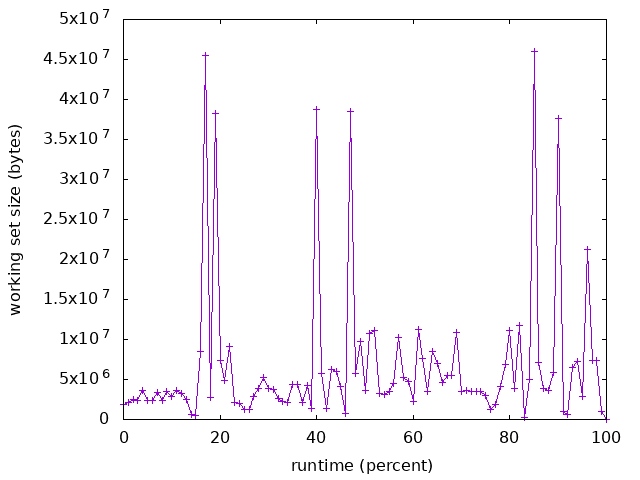 5x10^7
4.5x10^7
4x10^7
3.5x10^7
3x10^7
2.5x10^7
2x10^7
1.5x10^7
1x10^7
5x10^6
0
0 20 40 60 80 100
working set size (bytes)
runtime (percent)